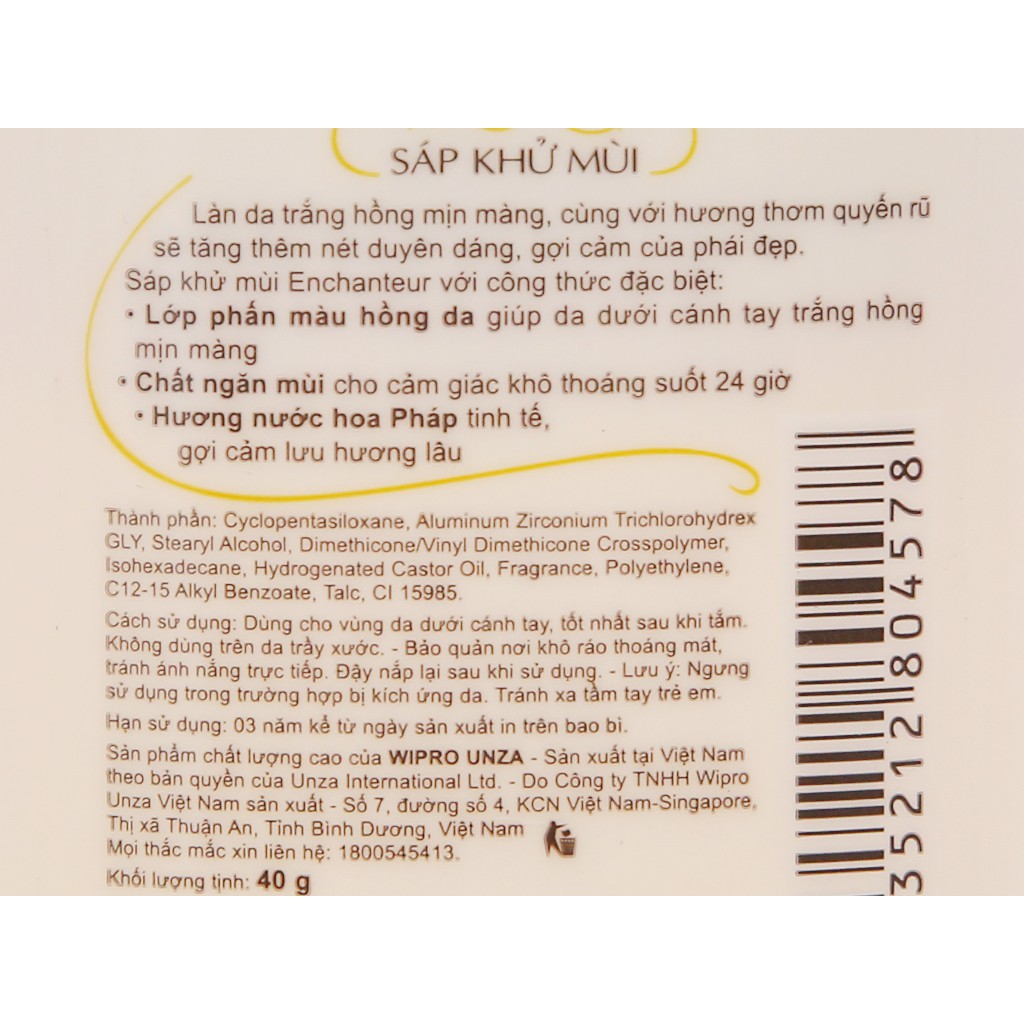 SÁP KHỬ MÙI
Làn da trắng hồng mịn màng, cùng với hương thơm quyến rũ
sẽ tăng thêm nét duyên dáng, gợi cảm của phái đẹp.
Sáp khử mùi Enchanteur với công thức đặc biệt:
• Lớp phấn màu hồng da giúp da dưới cánh tay trắng hồng
mịn màng
• Chất ngăn mùi cho cảm giác khô thoáng suốt 24 giờ
• Hương nước hoa Pháp tinh tế,
gợi cảm lưu hương lâu
Thành phần: Cyclopentasiloxane, Aluminum Zirconium Trichlorohydrex
GLY, Stearyl Alcohol, Dimethicone/Vinyl Dimethicone Crosspolymer,
Isohexadecane, Hydrogenated Castor Oil, Fragrance, Polyethylene,
C12-15 Alkyl Benzoate, Talc, CI 15985.
Cách sử dụng: Dùng cho vùng da dưới cánh tay, tốt nhất sau khi tắm.
Không dùng trên da trầy xước. - Bảo quản nơi khô ráo thoáng mát,
tránh ánh nắng trực tiếp. Đậy nắp lại sau khi sử dụng. - Lưu ý: Ngưng
sử dụng trong trường hợp bị kích ứng da. Tránh xa tầm tay trẻ em.
Hạn sử dụng: 03 năm kể từ ngày sản xuất in trên bao bì.
Sản phẩm chất lượng cao của WIPRO UNZA - Sản xuất tại Việt Nam
theo bản quyền của Unza International Ltd. - Do Công ty TNHH Wipro
Unza Việt Nam sản xuất - Số 7, đường số 4, KCN Việt Nam-Singapore,
Thị xã Thuận An, Tỉnh Bình Dương, Việt Nam
Mọi thắc mắc xin liên hệ: 1800545413.
Khối lượng tịnh: 40 g
35212804578